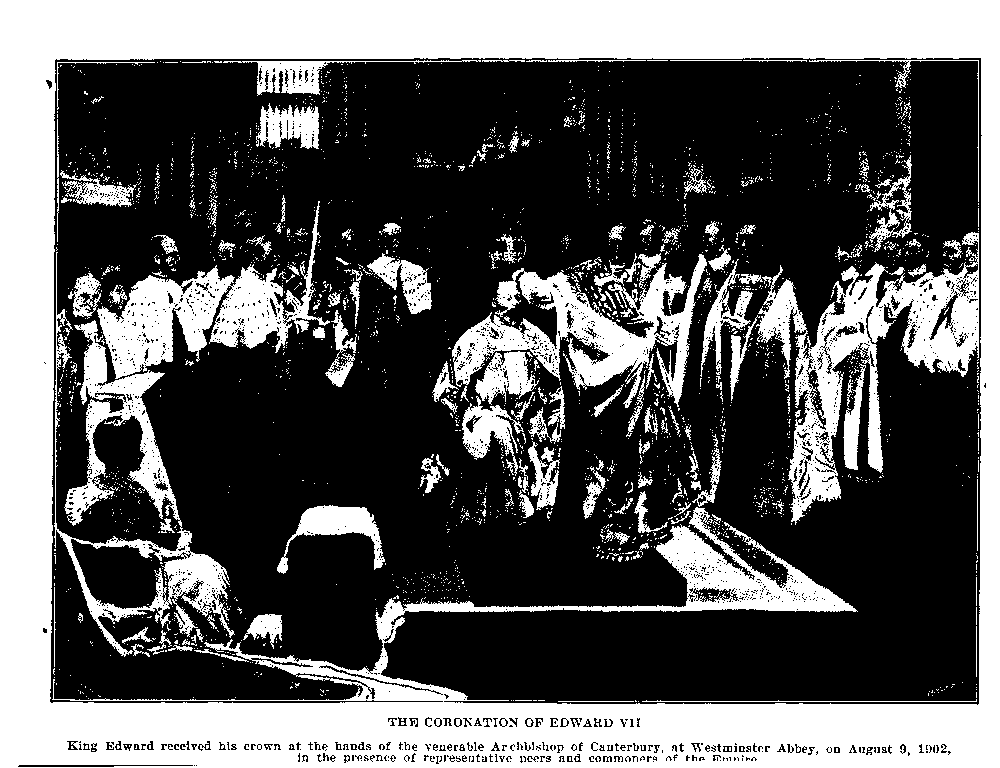 THE CORONATION OF EDWARD VII
King Edward received his crown at the hands of the venerable Archbishop of Canterbury, at Westminster Abbey, on August 9, 1902,
in the presence of representative peers and commoners of the Empire